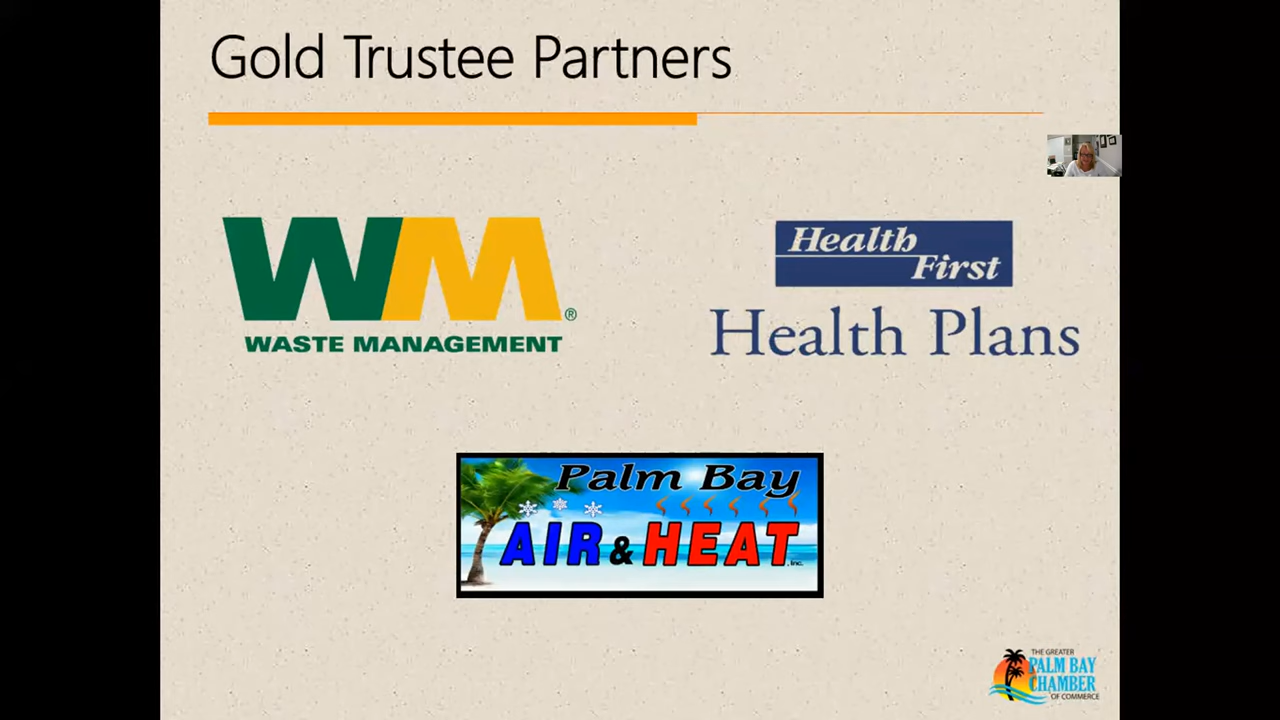 Gold Trustee Partners
WM®
WASTE MANAGEMENT
Health
First
Health Plans
Palm Bay
AIR & HEAT, Inc.
THE GREATER
PALM BAY
CHAMBER
OF COMMERCE